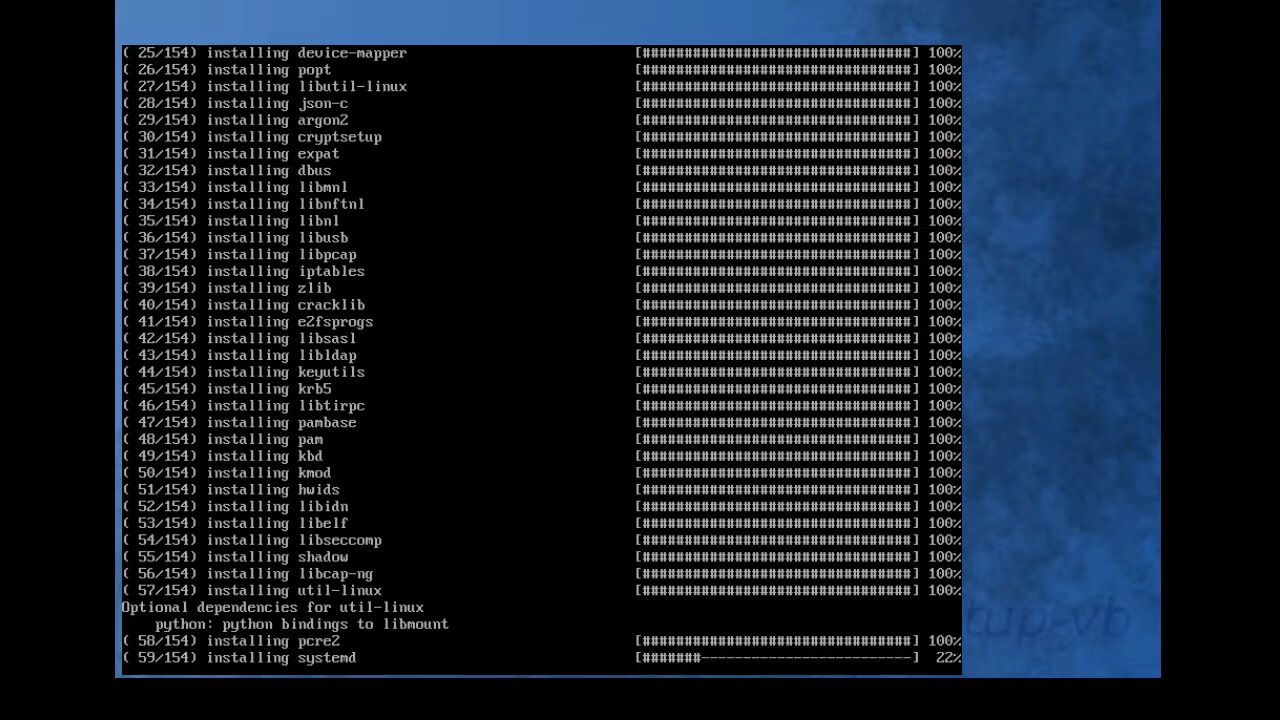 ( 25/154) installing device-mapper [################################] 100%
( 26/154) installing popt [################################] 100%
( 27/154) installing libutil-linux [################################] 100%
( 28/154) installing json-c [################################] 100%
( 29/154) installing argon2 [################################] 100%
( 30/154) installing cryptsetup [################################] 100%
( 31/154) installing expat [################################] 100%
( 32/154) installing dbus [################################] 100%
( 33/154) installing libmnl [################################] 100%
( 34/154) installing libnftnl [################################] 100%
( 35/154) installing libnl [################################] 100%
( 36/154) installing libusb [################################] 100%
( 37/154) installing libpcap [################################] 100%
( 38/154) installing iptables [################################] 100%
( 39/154) installing zlib [################################] 100%
( 40/154) installing cracklib [################################] 100%
( 41/154) installing e2fsprogs [################################] 100%
( 42/154) installing libsasl [################################] 100%
( 43/154) installing libldap [################################] 100%
( 44/154) installing keyutils [################################] 100%
( 45/154) installing krb5 [################################] 100%
( 46/154) installing libtirpc [################################] 100%
( 47/154) installing pambase [################################] 100%
( 48/154) installing pam [################################] 100%
( 49/154) installing kbd [################################] 100%
( 50/154) installing kmod [################################] 100%
( 51/154) installing hwids [################################] 100%
( 52/154) installing libidn [################################] 100%
( 53/154) installing libelf [################################] 100%
( 54/154) installing libseccomp [################################] 100%
( 55/154) installing shadow [################################] 100%
( 56/154) installing libcap-ng [################################] 100%
( 57/154) installing util-linux [################################] 100%
Optional dependencies for util-linux
python: python bindings to libmount
( 58/154) installing pcre2 [################################] 100%
tup-vb
( 59/154) installing systemd [#######-------------------------] 22%